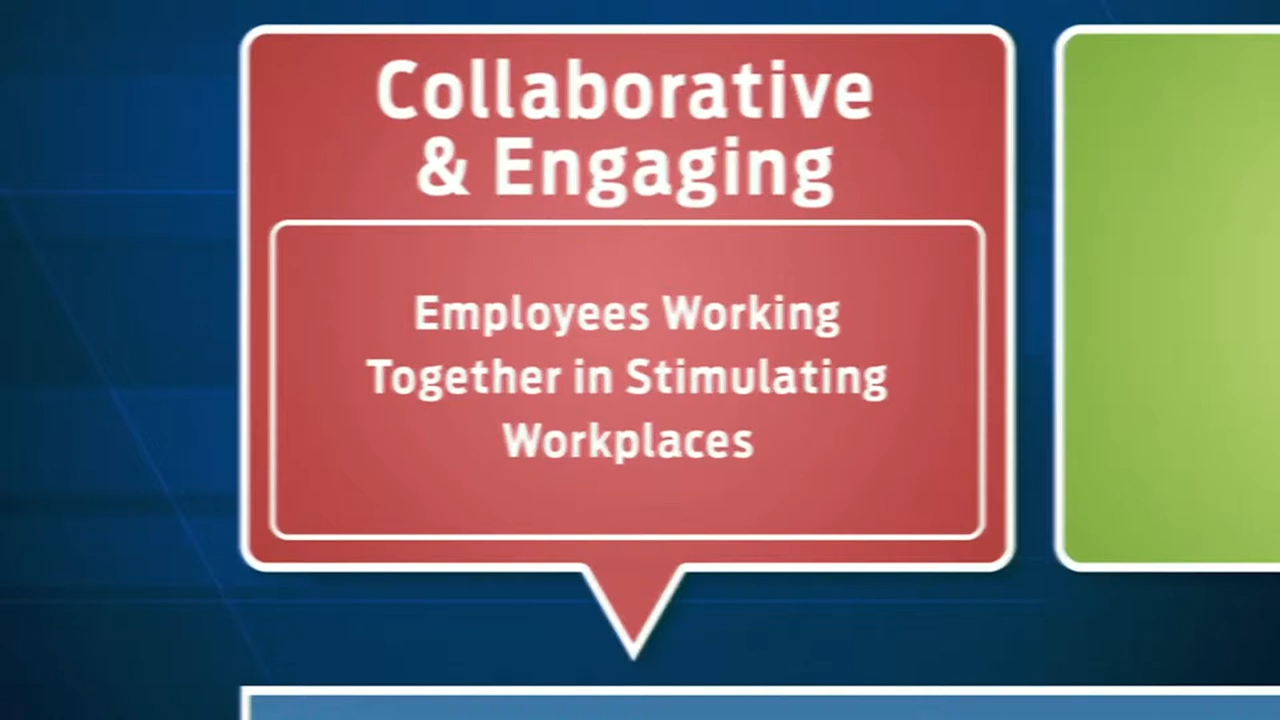 Collaborative
& Engaging
Employees Working
Together in Stimulating
Workplaces